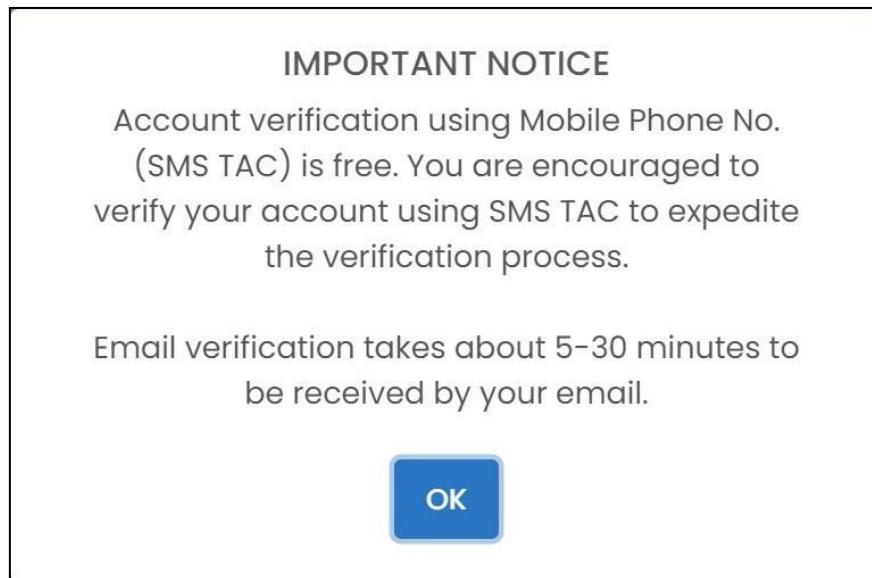 IMPORTANT NOTICE
Account verification using Mobile Phone No.
(SMS TAC) is free. You are encouraged to
verify your account using SMS TAC to expedite
the verification process.
Email verification takes about 5-30 minutes to
be received by your email.
OK